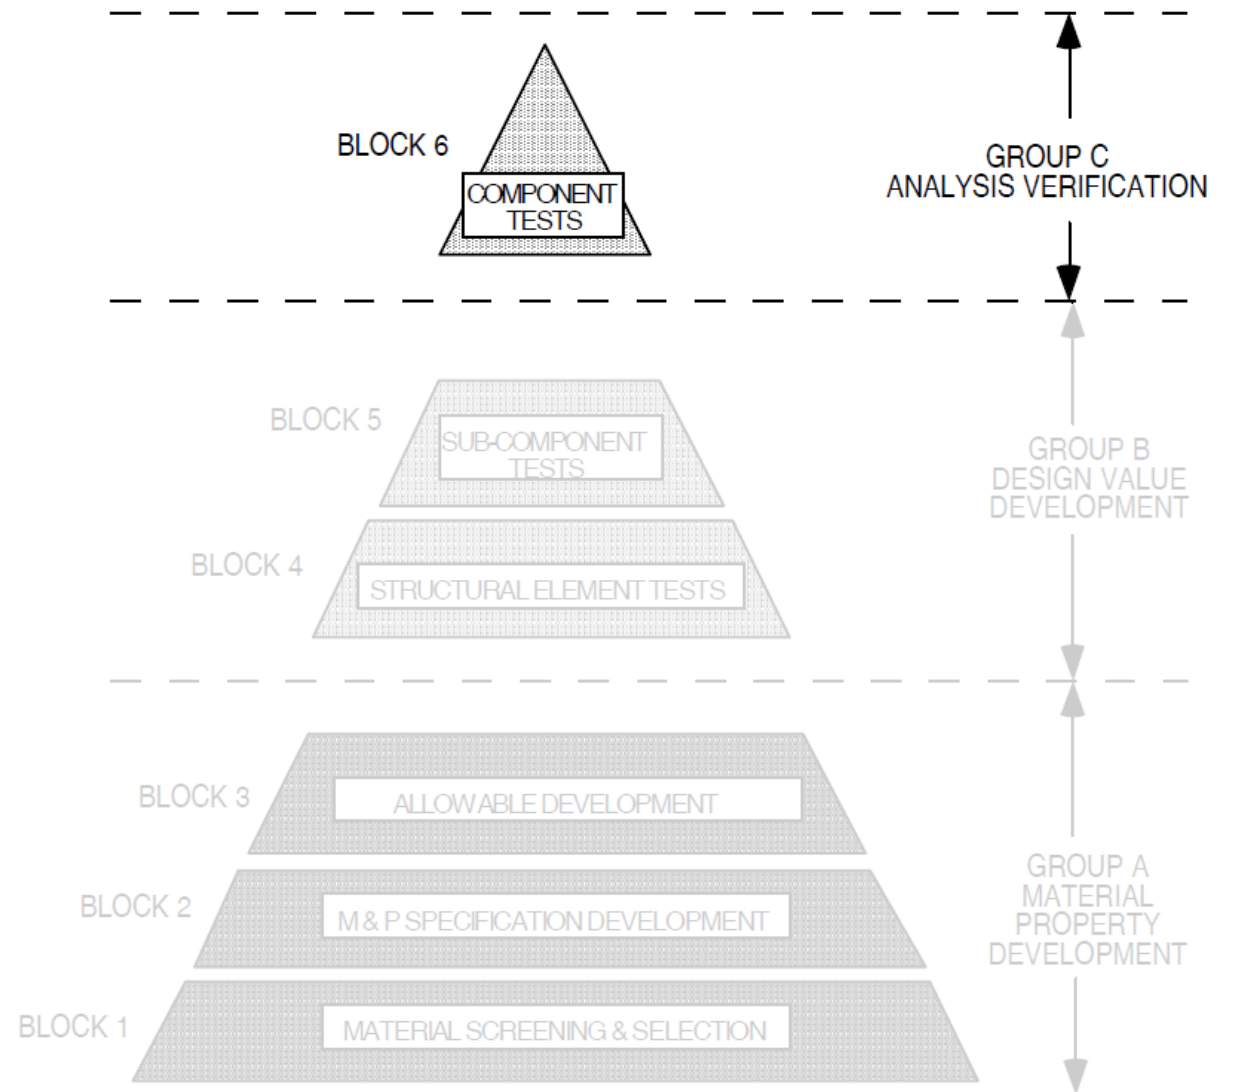 BLOCK 6
COMPONENT
TESTS
GROUP C
ANALYSIS VERIFICATION
BLOCK 5
SUB-COMPONENT
TESTS
GROUP B
DESIGN VALUE
DEVELOPMENT
BLOCK 4
STRUCTURAL ELEMENT TESTS
BLOCK 3
ALLOWABLE DEVELOPMENT
GROUP A
MATERIAL
PROPERTY
DEVELOPMENT
BLOCK 2
M & P SPECIFICATION DEVELOPMENT
BLOCK 1
MATERIAL SCREENING & SELECTION